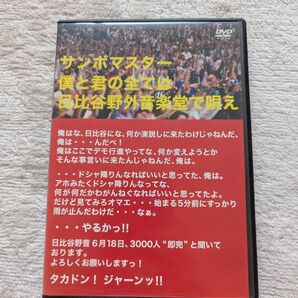 DVD
サンボマスター
僕と君の全ては
日比谷野外音楽堂で唄え
俺はな、日比谷にな、何か演説しに来たわけじゃねんだ、
俺は・・・んだべ!
俺はここでデモ行進やってな、何か変えようとか
そんな事言いに来たんじゃねんだ、俺は。
・・・ドシャ降りんなればいいと思ってた、俺は。
アホみたくドシャ降りんなってな、
何が何だかわがんねぐなればいいと思ってたよ。
だけど見てみろオマエ・・・始まる5分前にすっかり
雨が止んだわけだ・・・なぁ。
・・・やるかっ!!
日比谷野音6月18日、3000人“即完”と聞いて
おります。
よろしくお願いしますっ!
タカドン! ジャーンッ!!